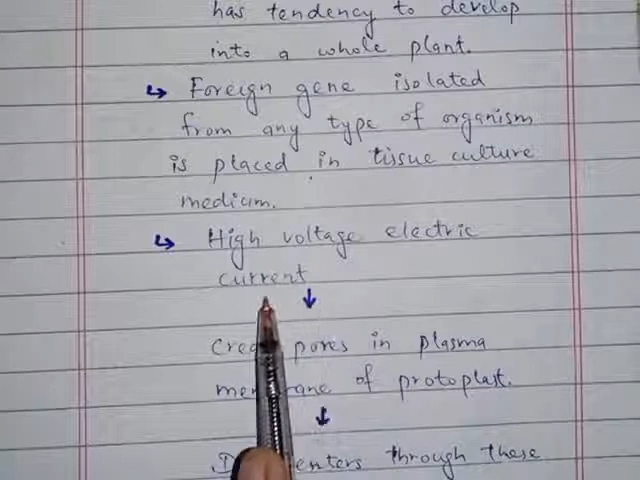 has tendency to develop
into a whole plant.
↳ Foreign gene isolated
from any type of organism
is placed in tissue culture
medium.
↳ High voltage electric
current
↓
pores in plasma
of protoplast.
↓
enters through these